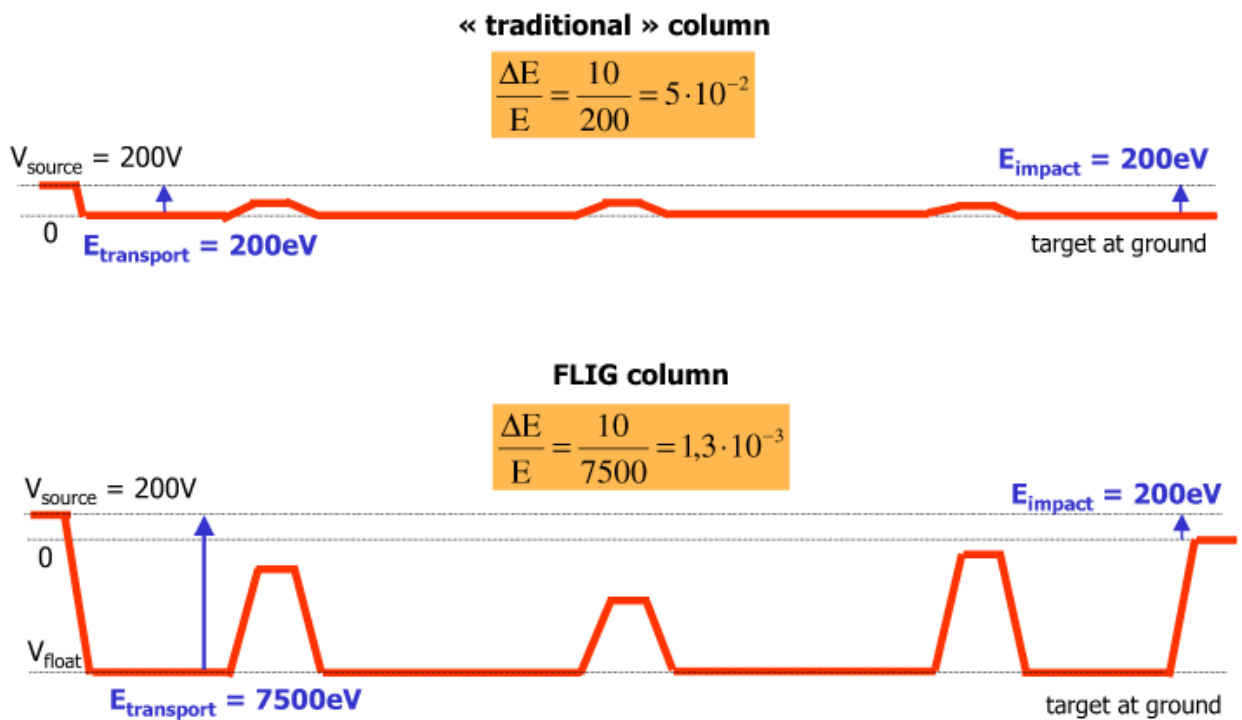 « traditional » column
ΔE/E = 10/200 = 5·10⁻²
V_source = 200V
E_impact = 200eV
0
E_transport = 200eV
target at ground
FLIG column
ΔE/E = 10/7500 = 1,3·10⁻³
V_source = 200V
E_impact = 200eV
0
V_float
E_transport = 7500eV
target at ground